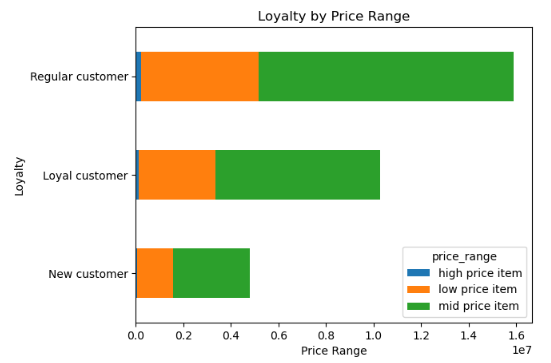 Loyalty by Price Range
Loyalty
Regular customer
Loyal customer
New customer
price_range
high price item
low price item
mid price item
0.0 0.2 0.4 0.6 0.8 1.0 1.2 1.4 1.6
1e7
Price Range